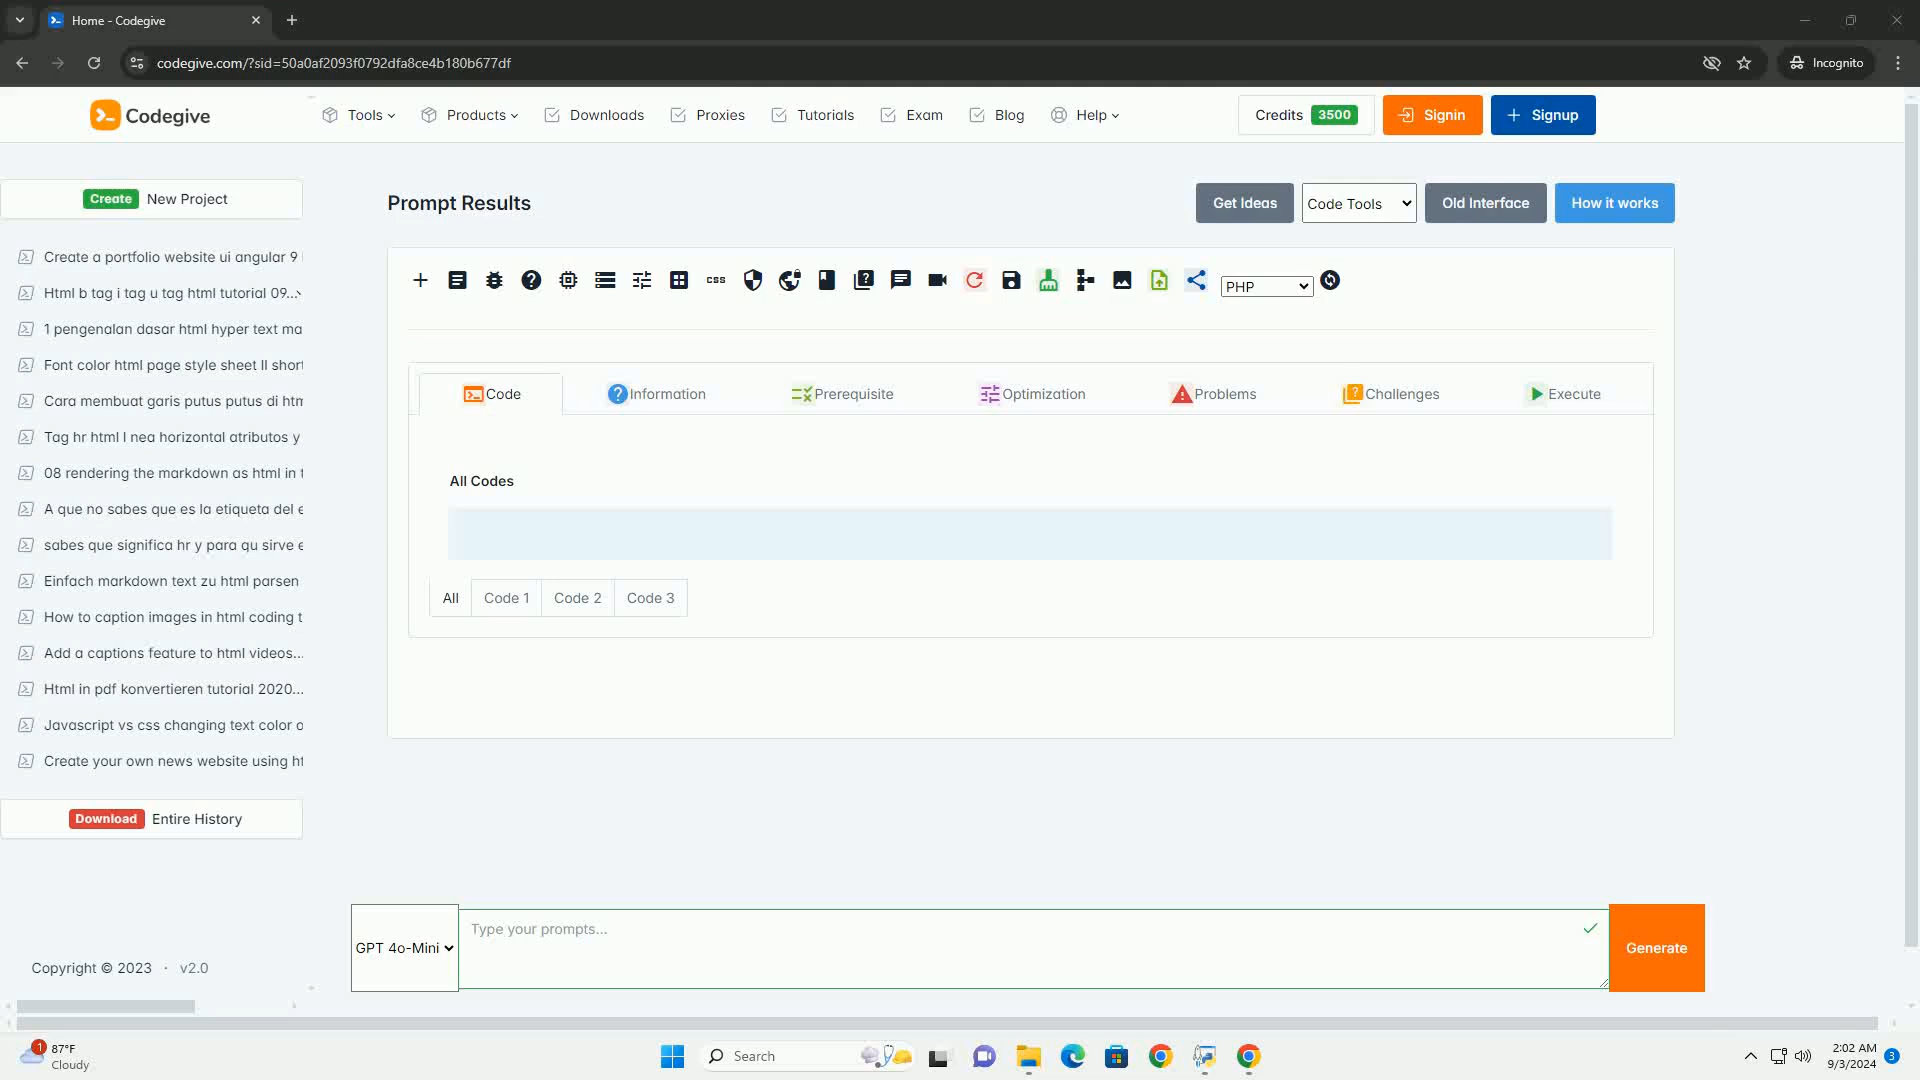 Home - Codegive
codegive.com/?sid=50a0af2093f0792dfa8ce4b180b677df
Incognito
Codegive
Tools
Products
Downloads
Proxies
Tutorials
Exam
Blog
Help
Credits 3500
Signin
Signup
Create New Project
Create a portfolio website ui angular 9
Html b tag i tag u tag html tutorial 09...
1 pengenalan dasar html hyper text ma
Font color html page style sheet ll short
Cara membuat garis putus putus di htm
Tag hr html l nea horizontal atributos y
08 rendering the markdown as html in t
A que no sabes que es la etiqueta del e
sabes que significa hr y para qu sirve e
Einfach markdown text zu html parsen
How to caption images in html coding t
Add a captions feature to html videos...
Html in pdf konvertieren tutorial 2020...
Javascript vs css changing text color o
Create your own news website using ht
Download Entire History
Copyright © 2023 · v2.0
Prompt Results
Get Ideas
Code Tools
Old Interface
How it works
css
PHP
Code
Information
Prerequisite
Optimization
Problems
Challenges
Execute
All Codes
All
Code 1
Code 2
Code 3
GPT 4o-Mini
Type your prompts...
Generate
1
87°F
Cloudy
Search
2:02 AM
9/3/2024
3